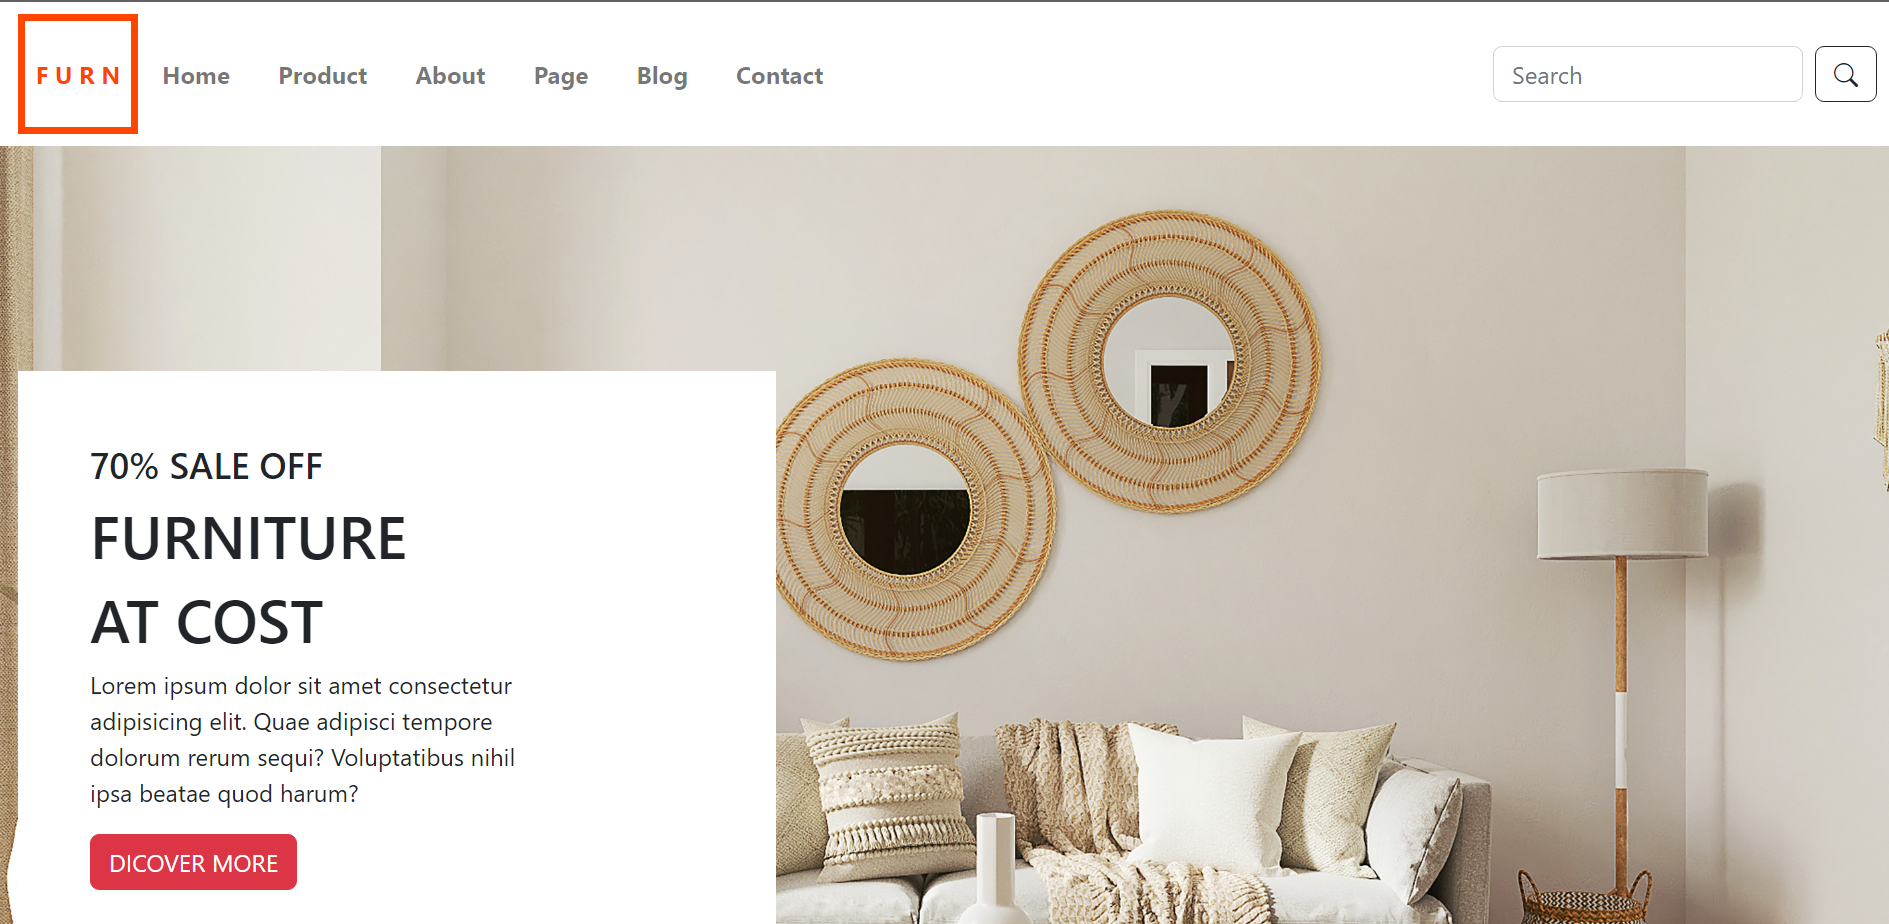 FURN
Home Product About Page Blog Contact
Search
70% SALE OFF
FURNITURE
AT COST
Lorem ipsum dolor sit amet consectetur
adipisicing elit. Quae adipisci tempore
dolorum rerum sequi? Voluptatibus nihil
ipsa beatae quod harum?
DICOVER MORE